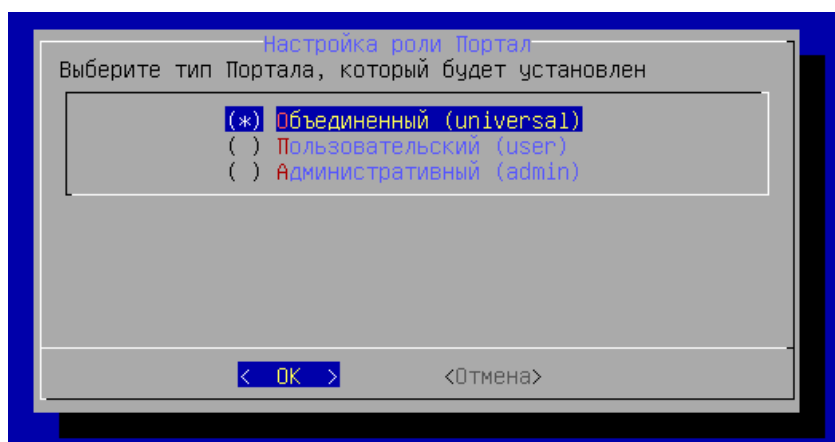 Настройка роли Портал
Выберите тип Портала, который будет установлен
(*) Объединенный (universal)
( ) Пользовательский (user)
( ) Административный (admin)
< OK > <Отмена>